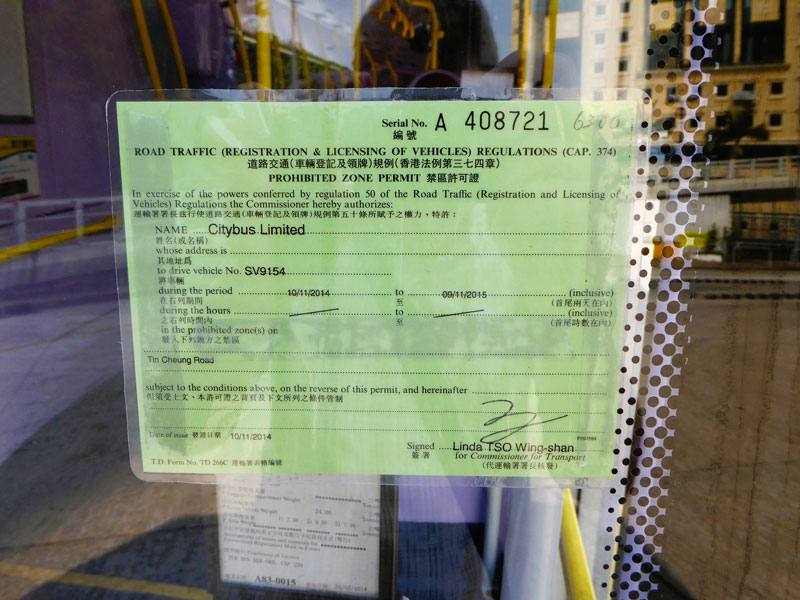 Serial No. A 408721 6300
編號
ROAD TRAFFIC (REGISTRATION & LICENSING OF VEHICLES) REGULATIONS (CAP. 374)
道路交通(車輛登記及領牌)規例(香港法例第三七四章)
PROHIBITED ZONE PERMIT 禁區許可證
In exercise of the powers conferred by regulation 50 of the Road Traffic (Registration and Licensing of
Vehicles) Regulations the Commissioner hereby authorizes:
運輸署署長茲行使道路交通(車輛登記及領牌)規例第五十條所賦予之權力,特許:
NAME Citybus Limited
姓名(或名稱)
whose address is
其地址爲
to drive vehicle No. SV9154
將車輛
during the period 10/11/2014 to 09/11/2015 (inclusive)
在右列期間 至 (首尾兩天在內)
during the hours to (inclusive)
之右列時間內 至 (首尾時數在內)
in the prohibited zone(s) on
駛入下列地方之禁區
Tin Cheung Road
subject to the conditions above, on the reverse of this permit, and hereinafter
但須受上文,本許可證之背頁及下文所列之條件管制
Date of issue 發證日期 10/11/2014
Signed Linda TSO Wing-shan
簽署 for Commissioner for Transport
(代運輸署署長核發)
T.D. Form No. TD 266C 運輸署表格編號
24.00
A83-0015